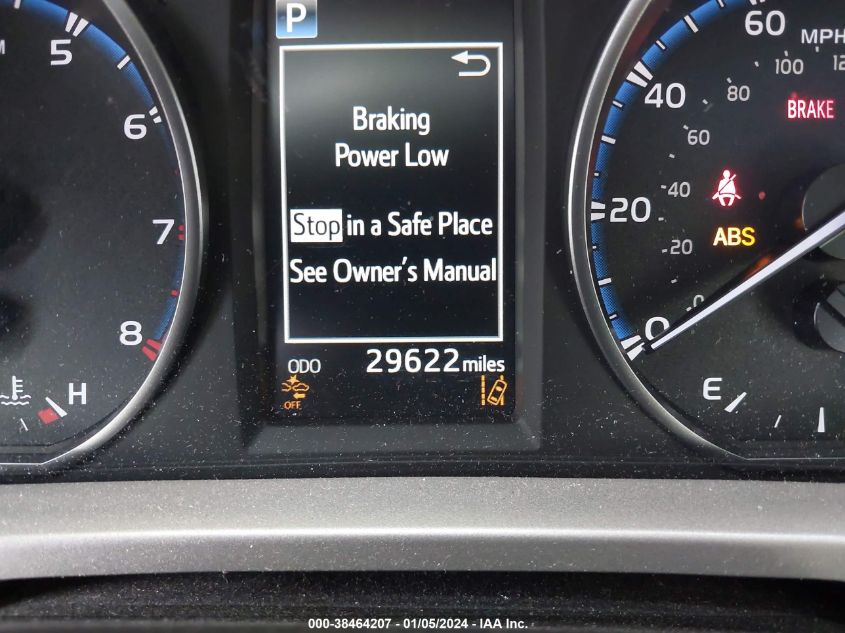 P
5
6
7
8
H
Braking
Power Low
Stop in a Safe Place
See Owner's Manual
ODO 29622 miles
OFF
60
MPH
100
40
80
BRAKE
60
40
20
ABS
20
0
0
E
000-38464207 - 01/05/2024 - IAA Inc.